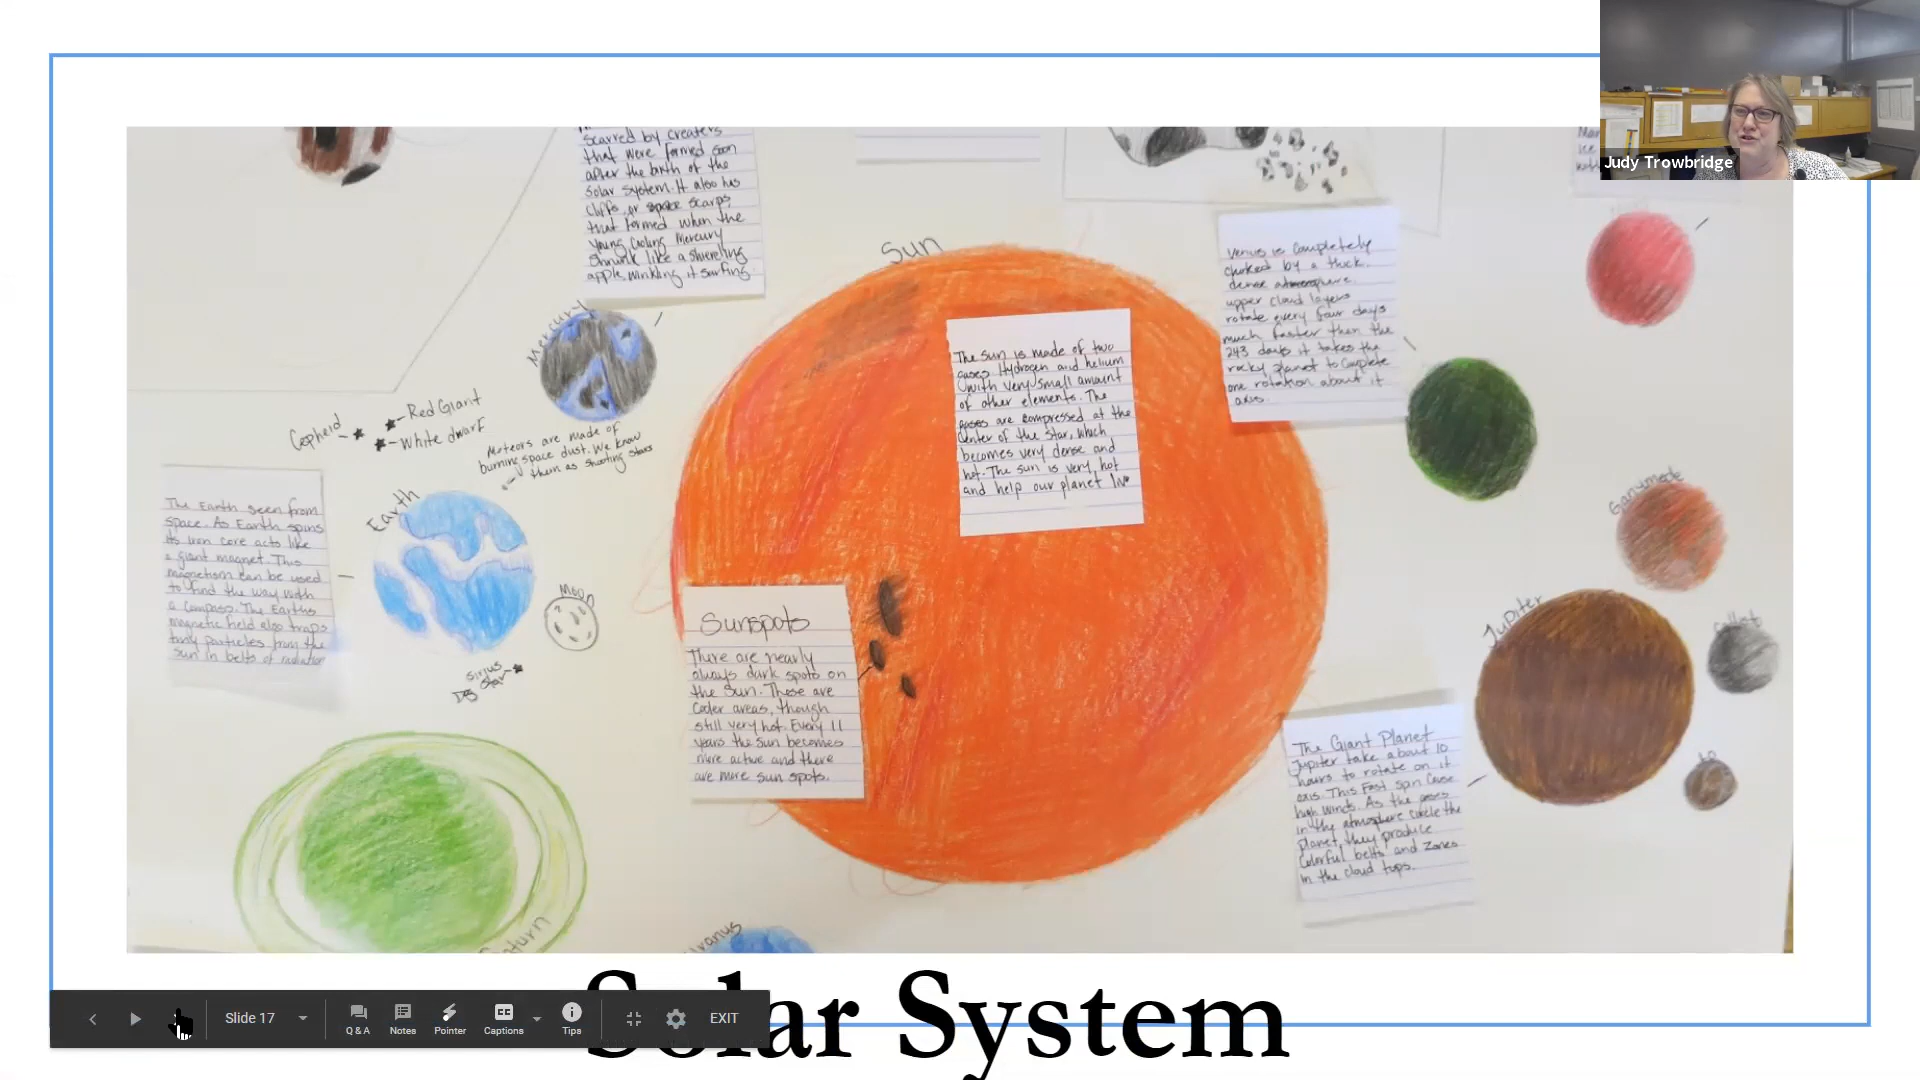 Judy Trowbridge
scarred by creaters
that were formed soon
after the birth of the
solar system. It also has
cliffs, or scarps,
that formed when the
young cooling Mercury
shrunk like a
apple, it
Mercury
Sun
The Sun is made of two
gases Hydrogen and helium
with very small amount
of other elements. The
gases are compressed at the
Center of the star, which
becomes very dense and
hot. The sun is very hot
and help our planet live
Venus is completely
choked by a thick
dense atmosphere.
upper cloud layers
rotate every four days
much faster then the
243 days it takes the
rocky planet to complete
one rotation about it
axis.
Cepheid
Red Giant
White dwarf
Meteors are made of
burning space dust. We know
them as shooting stars
The Earth seen from
space. As Earth spins
its iron core acts like
a giant magnet. This
magnetism can be used
to find the way with
a compass. The Earths
magnetic field also traps
tiny particles from the
sun in belts of radiation
Earth
Moon
Sirius
Star
Sunspots
There are nearly
always dark spots on
the Sun. These are
cooler areas, though
still very hot. Every 11
years the sun becomes
more active and there
are more sun spots.
Ganymede
Jupiter
Io
The Giant Planet
Jupiter take about 10
hours to rotate on it
axis. This Fast spin Cause
high winds. As the gases
in the atmosphere circle the
planet, they produce
Colorful belts and Zones
in the cloud tops.
Saturn
Uranus
Solar System
Slide 17
Q & A
Notes
Pointer
Captions
Tips
EXIT